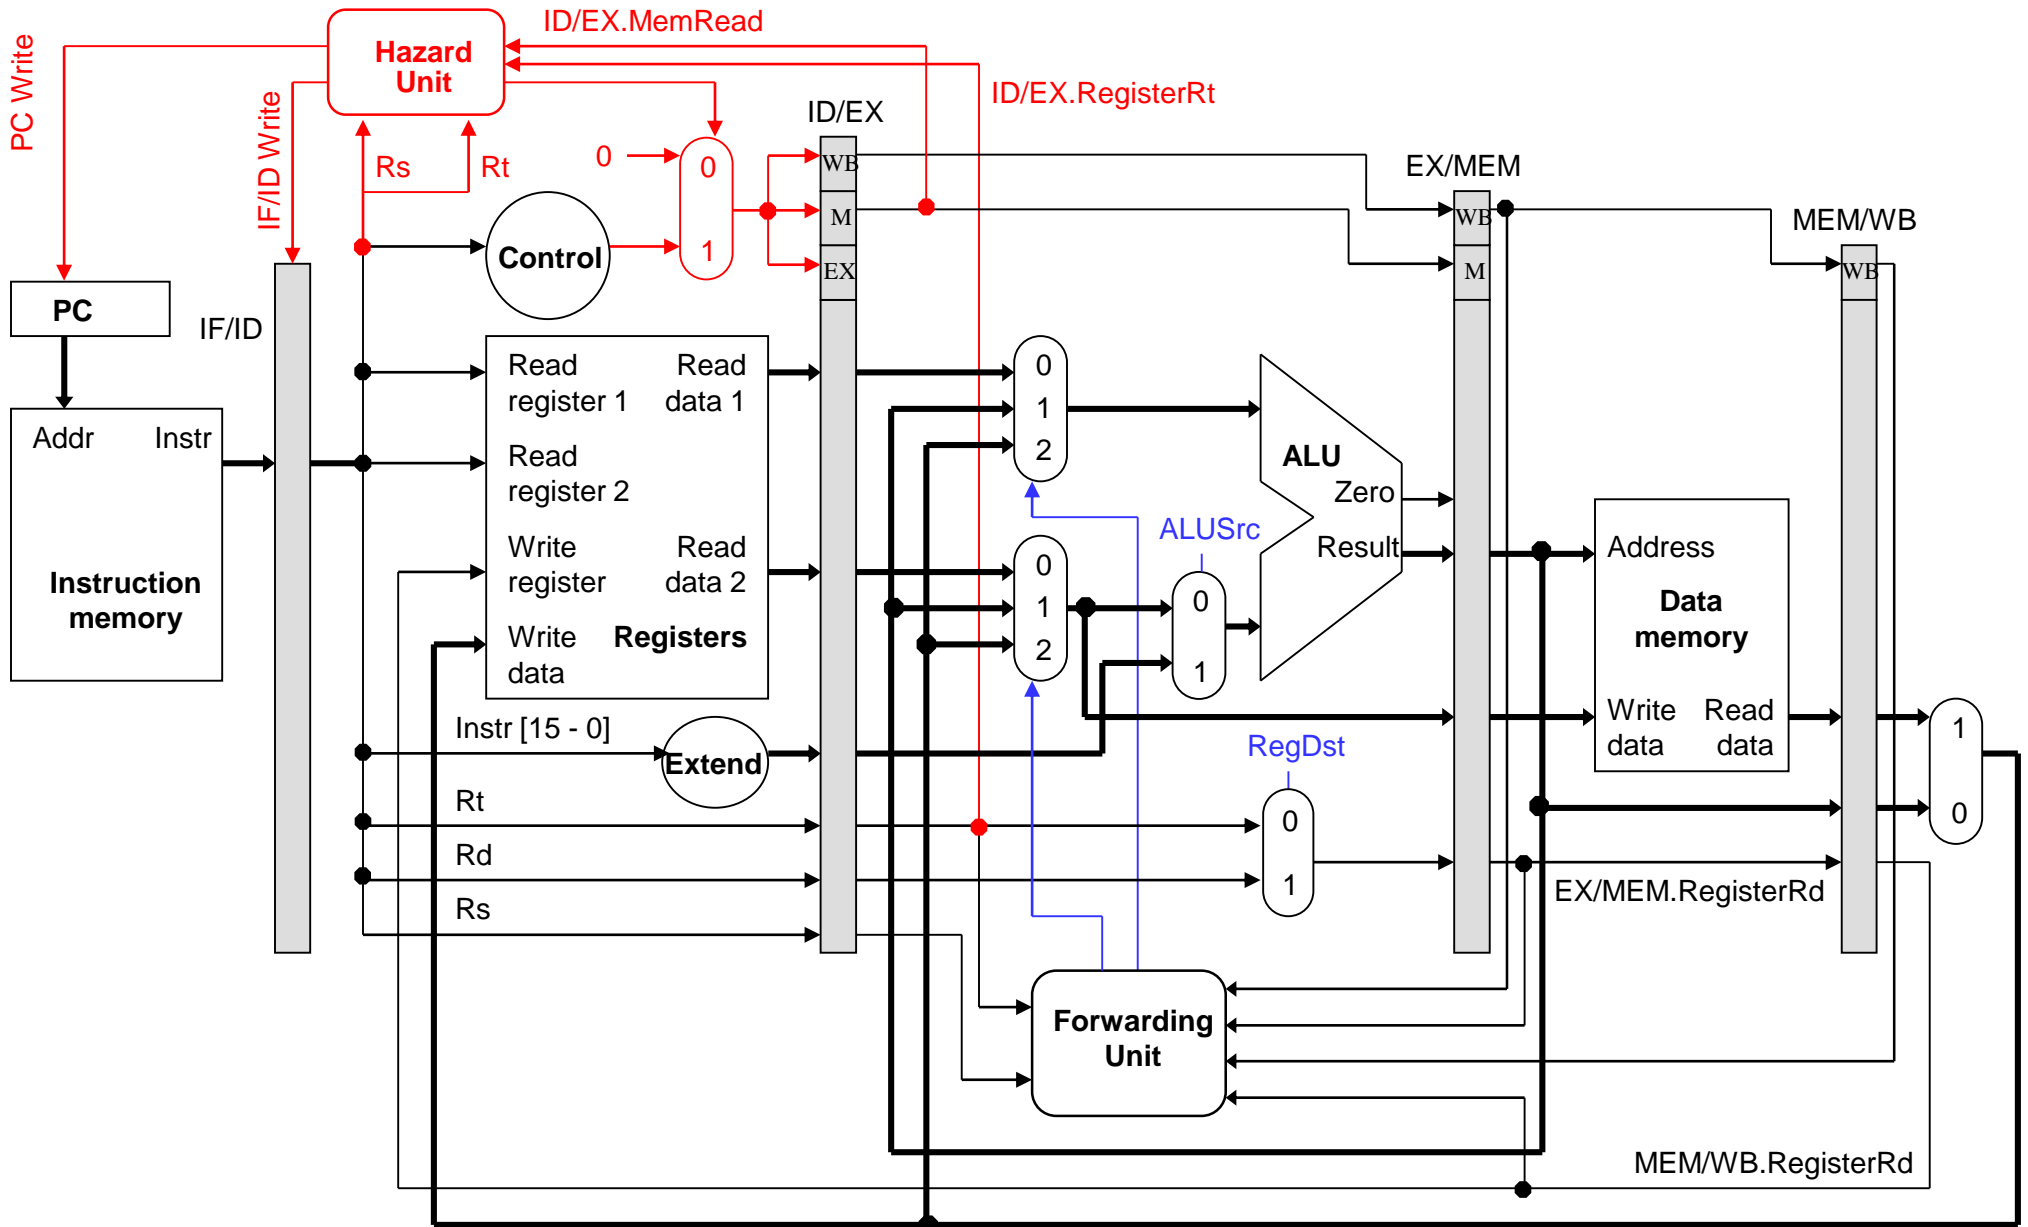 ID/EX.MemRead
PC Write
Hazard
Unit
ID/EX.RegisterRt
IF/ID Write
ID/EX
Rs
Rt
0
0
1
WB
M
EX
EX/MEM
WB
M
MEM/WB
WB
Control
PC
IF/ID
Addr
Instr
Instruction
memory
Read
register 1
Read
data 1
Read
register 2
Write
register
Read
data 2
Write
data
Registers
0
1
2
0
1
2
ALUSrc
0
1
ALU
Zero
Result
Address
Data
memory
Write
data
Read
data
1
0
Instr [15 - 0]
Extend
RegDst
0
1
Rt
Rd
Rs
EX/MEM.RegisterRd
Forwarding
Unit
MEM/WB.RegisterRd